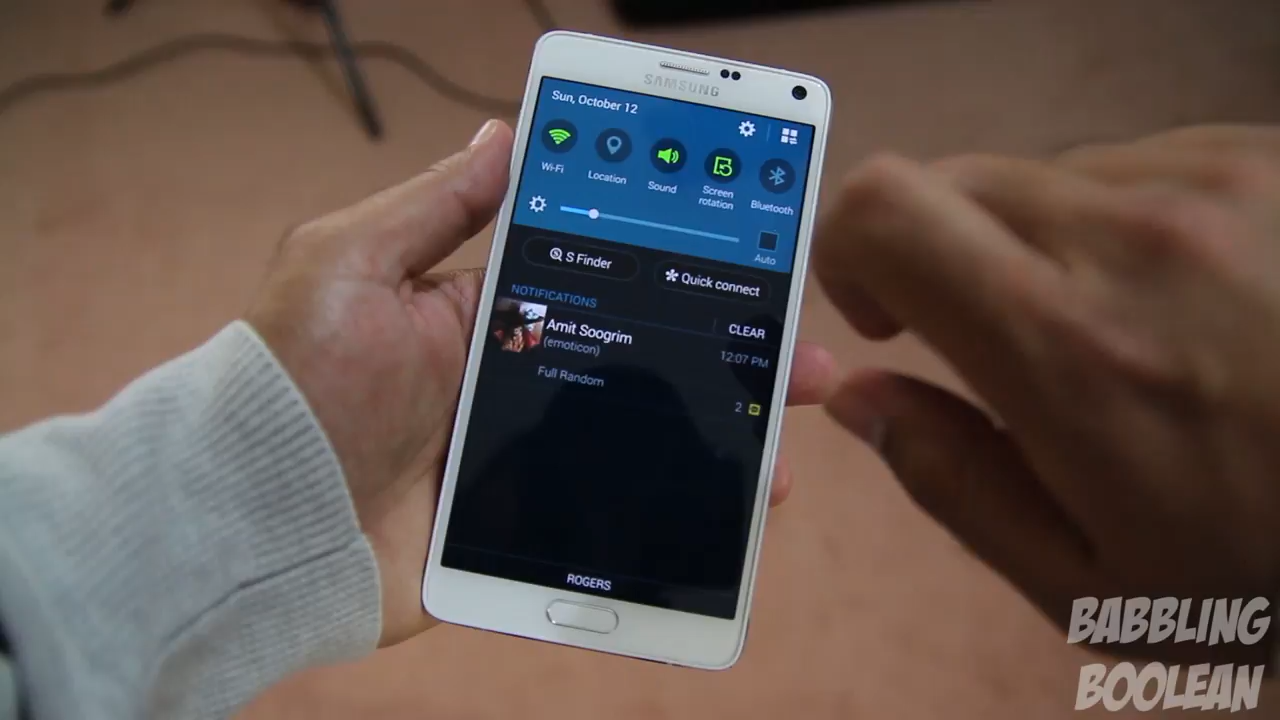 SAMSUNG
Sun, October 12
Wi-Fi
Location
Sound
Screen
rotation
Bluetooth
Auto
S Finder
Quick connect
NOTIFICATIONS
CLEAR
Amit Soogrim
12:07 PM
(emoticon)
Full Random
2
ROGERS
BABBLING
BOOLEAN